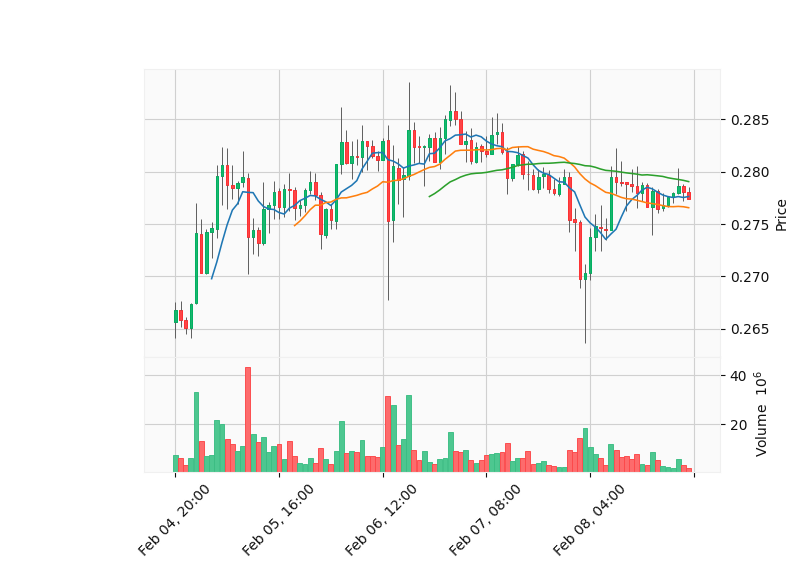 0.285
0.280
0.275
0.270
0.265
Price
40
20
Volume 10⁶
Feb 04, 20:00
Feb 05, 16:00
Feb 06, 12:00
Feb 07, 08:00
Feb 08, 04:00